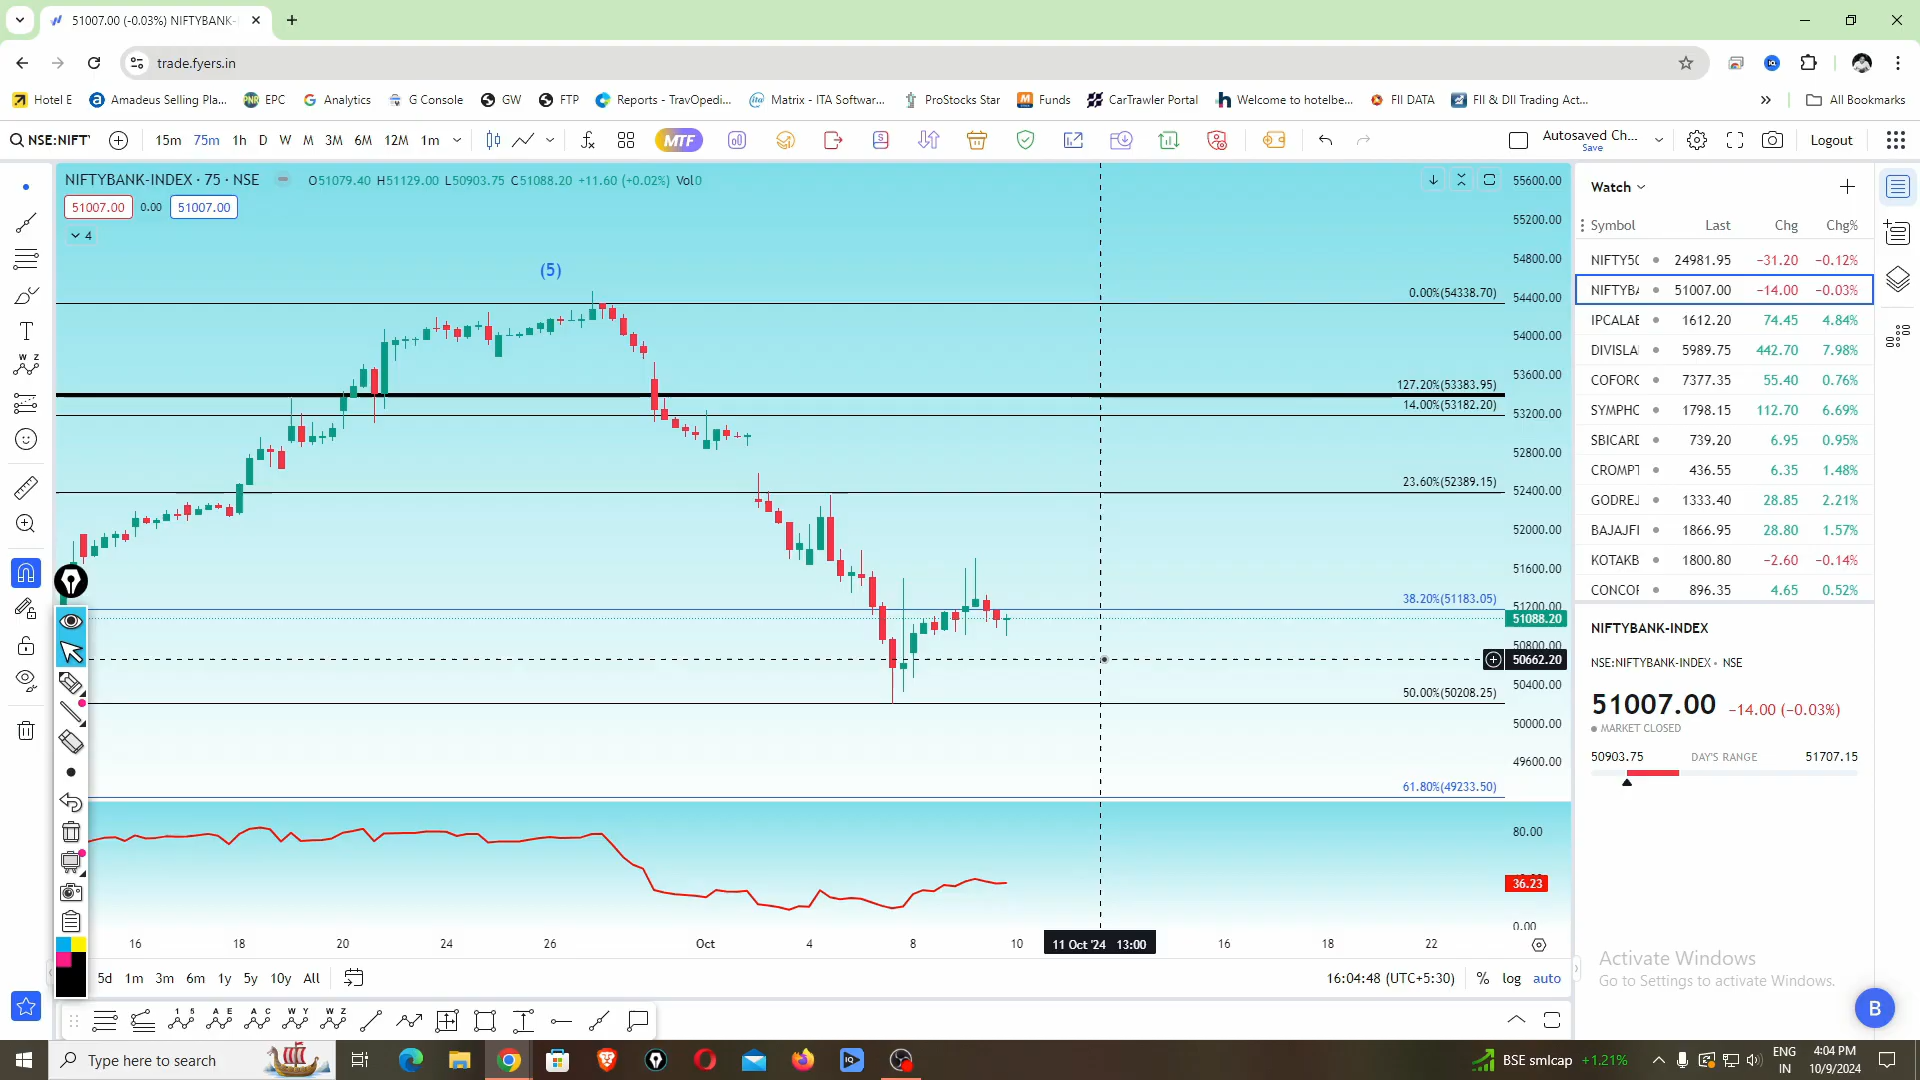 51007.00 (-0.03%) NIFTYBANK-
trade.fyers.in
Hotel E
Amadeus Selling Pla...
EPC
Analytics
G Console
GW
FTP
Reports - TravOpedi...
Matrix - ITA Softwar...
ProStocks Star
Funds
CarTrawler Portal
Welcome to hotelbe...
FII DATA
FII & DII Trading Act...
All Bookmarks
NSE:NIFT
15m 75m 1h D W M 3M 6M 12M 1m
MTF
Autosaved Ch...
Save
Logout
NIFTYBANK-INDEX · 75 · NSE
O51079.40 H51129.00 L50903.75 C51088.20 +11.60 (+0.02%) Vol0
51007.00 0.00 51007.00
4
(5)
0.00%(54338.70)
127.20%(53383.95)
14.00%(53182.20)
23.60%(52389.15)
38.20%(51183.05)
50.00%(50208.25)
61.80%(49233.50)
55600.00
55200.00
54800.00
54400.00
54000.00
53600.00
53200.00
52800.00
52400.00
52000.00
51600.00
51200.00
51088.20
50800.00
50662.20
50400.00
50000.00
49600.00
80.00
36.23
0.00
16 18 20 24 26 Oct 4 8 10 11 Oct '24 13:00 16 18 22
5d 1m 3m 6m 1y 5y 10y All
16:04:48 (UTC+5:30) % log auto
Watch
Symbol Last Chg Chg%
NIFTY50 24981.95 −31.20 −0.12%
NIFTYBA 51007.00 −14.00 −0.03%
IPCALAB 1612.20 74.45 4.84%
DIVISLA 5989.75 442.70 7.98%
COFORG 7377.35 55.40 0.76%
SYMPHO 1798.15 112.70 6.69%
SBICARD 739.20 6.95 0.95%
CROMPT 436.55 6.35 1.48%
GODREJ 1333.40 28.85 2.21%
BAJAJFI 1866.95 28.80 1.57%
KOTAKB 1800.80 −2.60 −0.14%
CONCOR 896.35 4.65 0.52%
NIFTYBANK-INDEX
NSE:NIFTYBANK-INDEX • NSE
51007.00 −14.00 (−0.03%)
MARKET CLOSED
50903.75 DAY'S RANGE 51707.15
Activate Windows
Go to Settings to activate Windows.
B
Type here to search
BSE smlcap +1.21%
ENG
IN
4:04 PM
10/9/2024